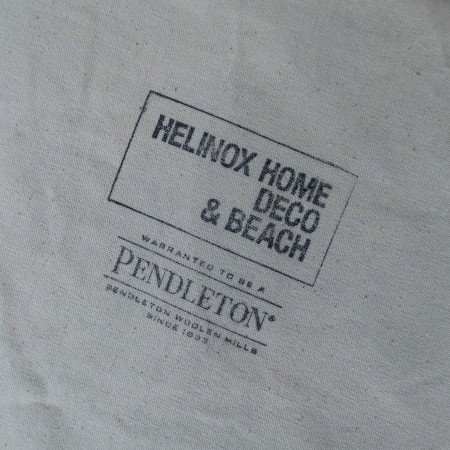 HELINOX HOME
DECO
& BEACH
WARRANTED TO BE A
PENDLETON®
PENDLETON WOOLEN MILLS
SINCE 1863